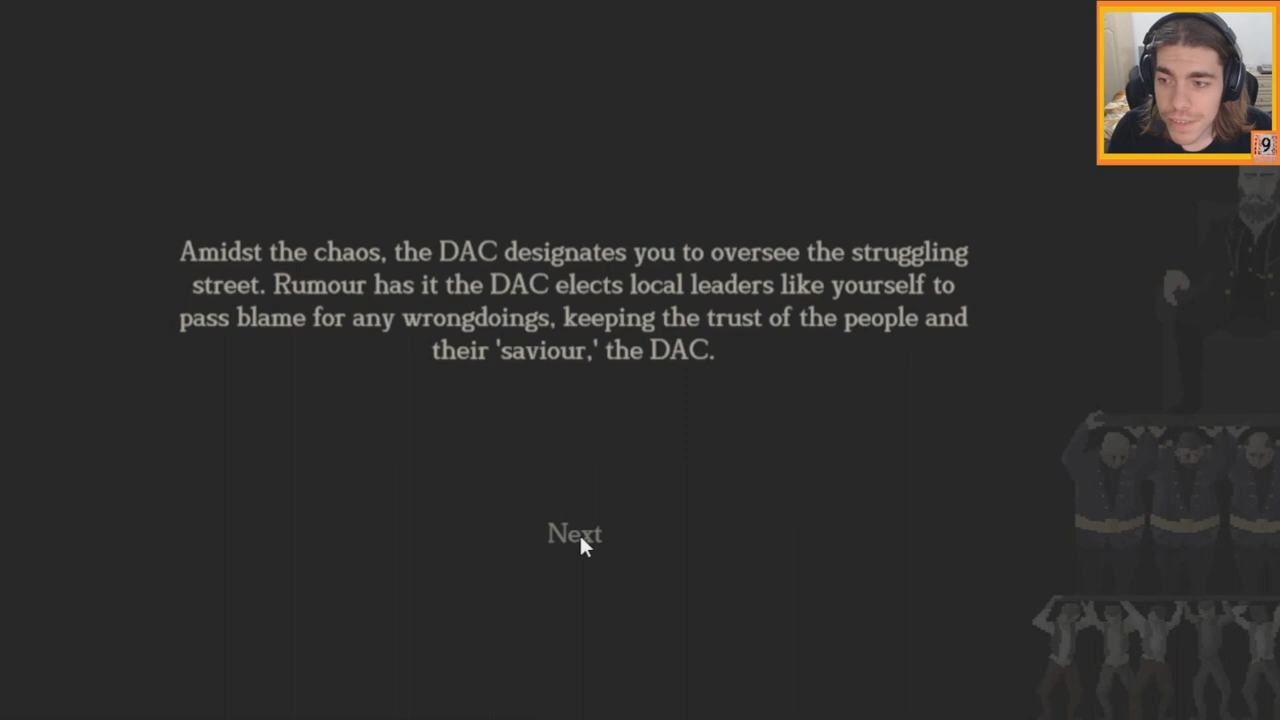 Amidst the chaos, the DAC designates you to oversee the struggling
street. Rumour has it the DAC elects local leaders like yourself to
pass blame for any wrongdoings, keeping the trust of the people and
their 'saviour,' the DAC.
Next
9